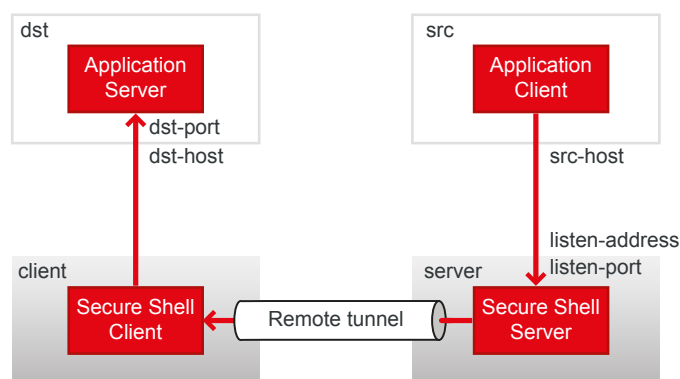 dst
Application
Server
dst-port
dst-host
src
Application
Client
src-host
listen-address
listen-port
client
Secure Shell
Client
Remote tunnel
server
Secure Shell
Server